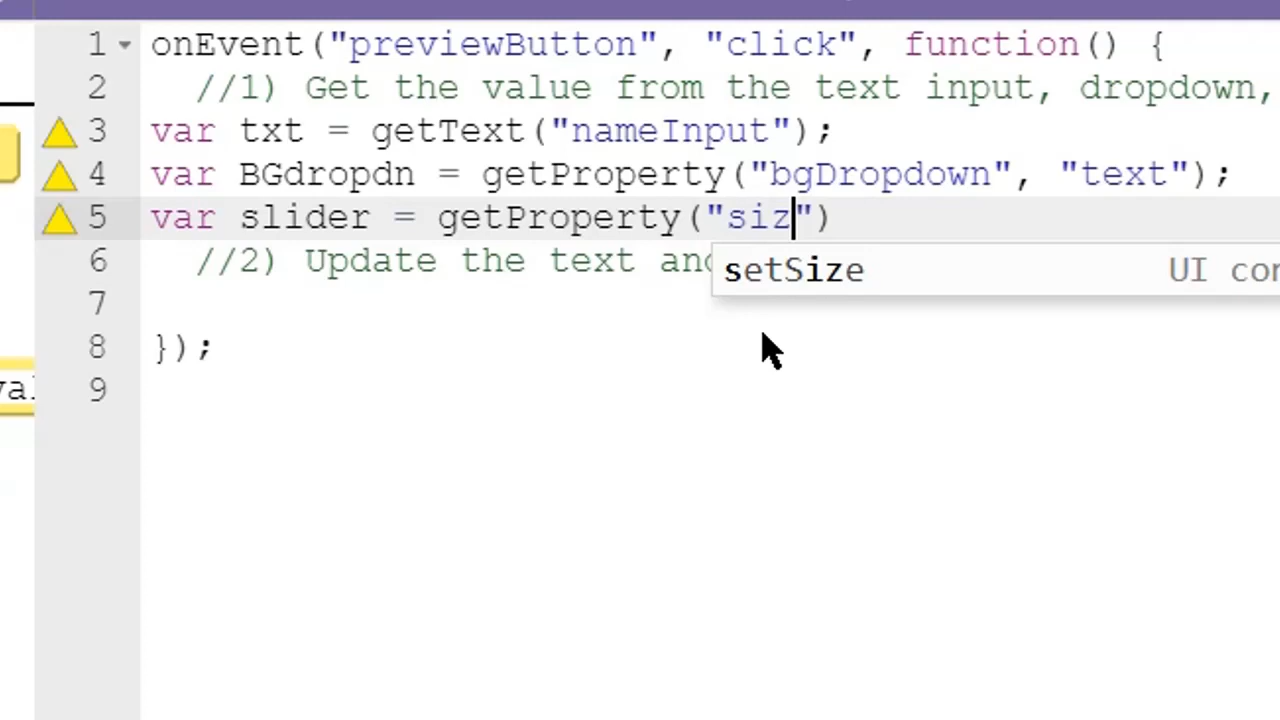 1 onEvent("previewButton", "click", function() {
2 //1) Get the value from the text input, dropdown,
3 var txt = getText("nameInput");
4 var BGdropdn = getProperty("bgDropdown", "text");
5 var slider = getProperty("siz")
setSize UI
6 //2) Update the text
7
8 });
9